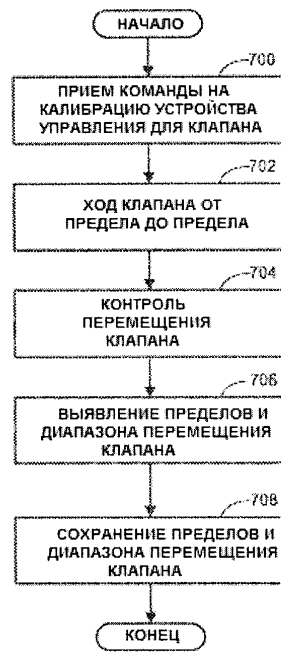 НАЧАЛО
700
ПРИЕМ КОМАНДЫ НА
КАЛИБРАЦИЮ УСТРОЙСТВА
УПРАВЛЕНИЯ ДЛЯ КЛАПАНА
702
ХОД КЛАПАНА ОТ
ПРЕДЕЛА ДО ПРЕДЕЛА
704
КОНТРОЛЬ
ПЕРЕМЕЩЕНИЯ
КЛАПАНА
706
ВЫЯВЛЕНИЕ ПРЕДЕЛОВ И
ДИАПАЗОНА ПЕРЕМЕЩЕНИЯ
КЛАПАНА
708
СОХРАНЕНИЕ ПРЕДЕЛОВ И
ДИАПАЗОНА ПЕРЕМЕЩЕНИЯ
КЛАПАНА
КОНЕЦ